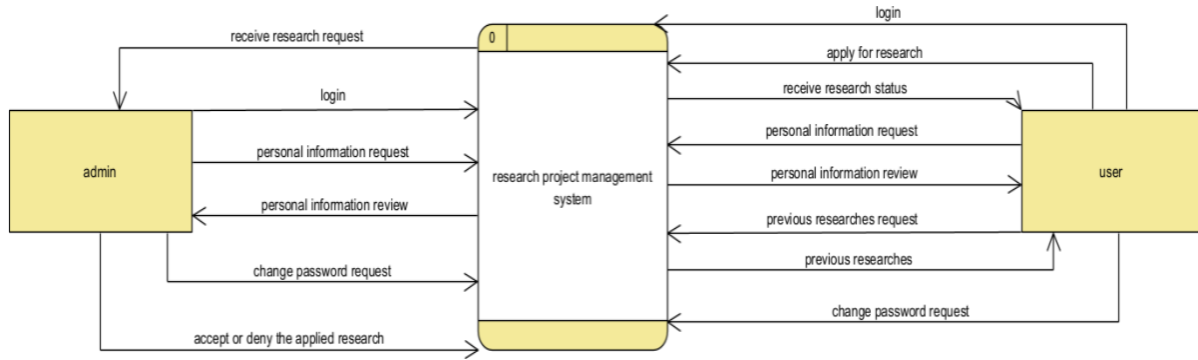 login
0
receive research request
apply for research
receive research status
login
personal information request
personal information request
admin
research project management
system
user
personal information review
personal information review
previous researches request
previous researches
change password request
change password request
accept or deny the applied research